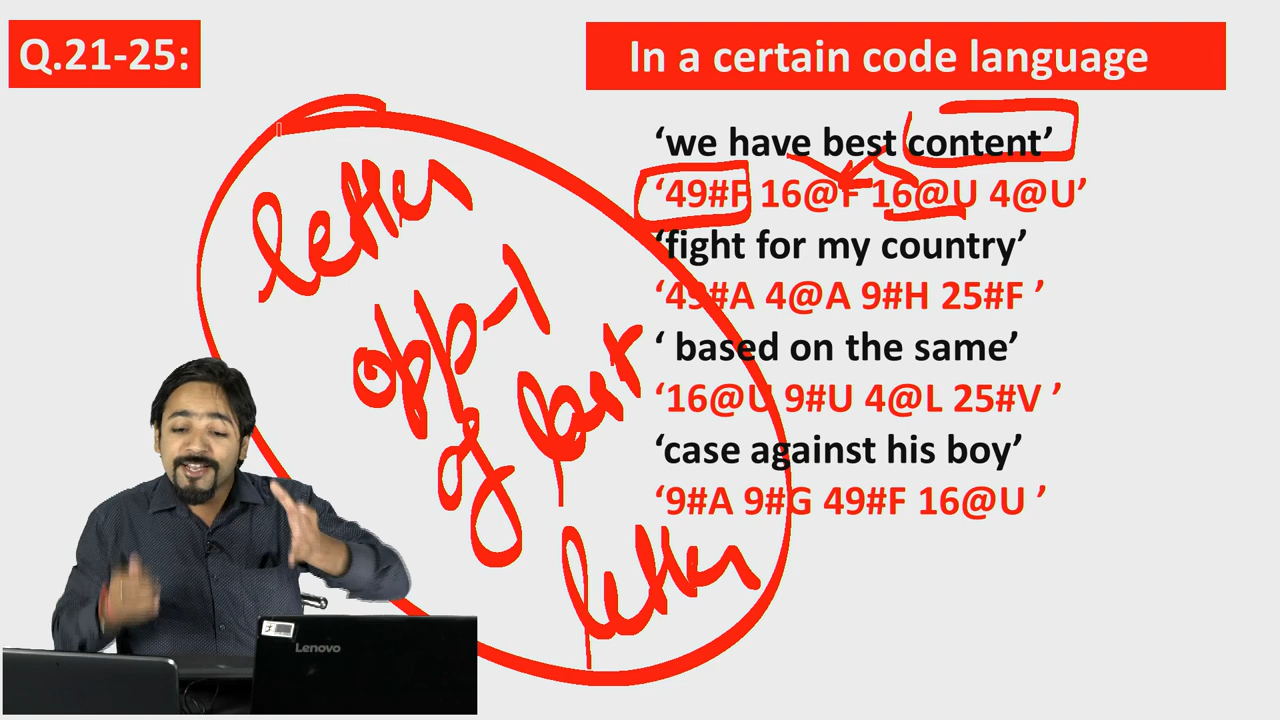 Q.21-25:
In a certain code language
‘we have best content’
‘49#F 16@F 16@U 4@U’
‘fight for my country’
‘49#A 4@A 9#H 25#F ’
‘ based on the same’
‘16@U 9#U 4@L 25#V ’
‘case against his boy’
‘9#A 9#G 49#F 16@U ’
letter
opp-1
of last
letter
Lenovo